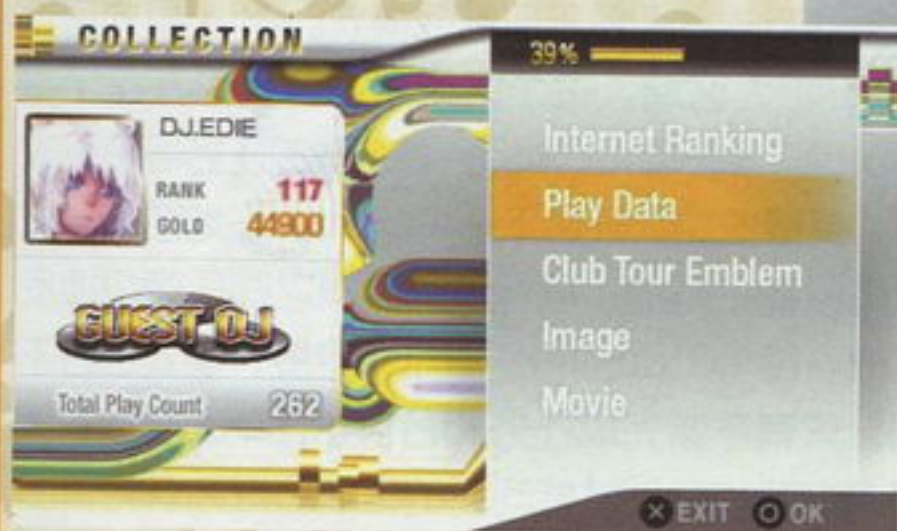 COLLECTION
DJ.EDIE
RANK 117
GOLD 44900
GUEST DJ
Total Play Count 262
39%
Internet Ranking
Play Data
Club Tour Emblem
Image
Movie
EXIT OK